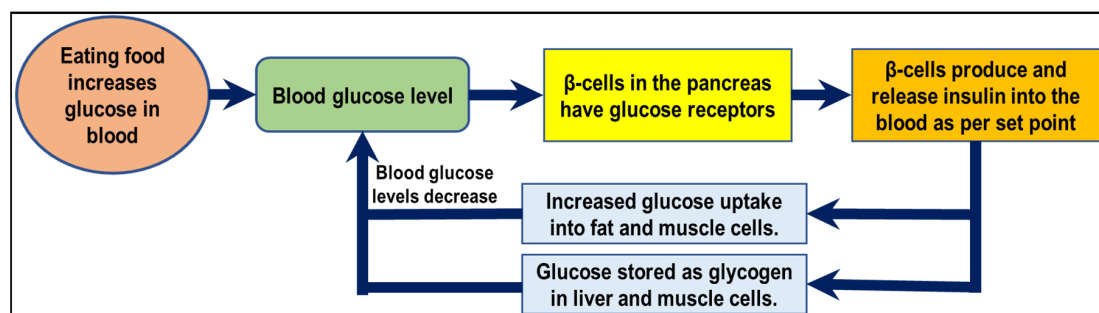 Eating food
increases
glucose in
blood
Blood glucose level
β-cells in the pancreas
have glucose receptors
β-cells produce and
release insulin into the
blood as per set point
Blood glucose
levels decrease
Increased glucose uptake
into fat and muscle cells.
Glucose stored as glycogen
in liver and muscle cells.